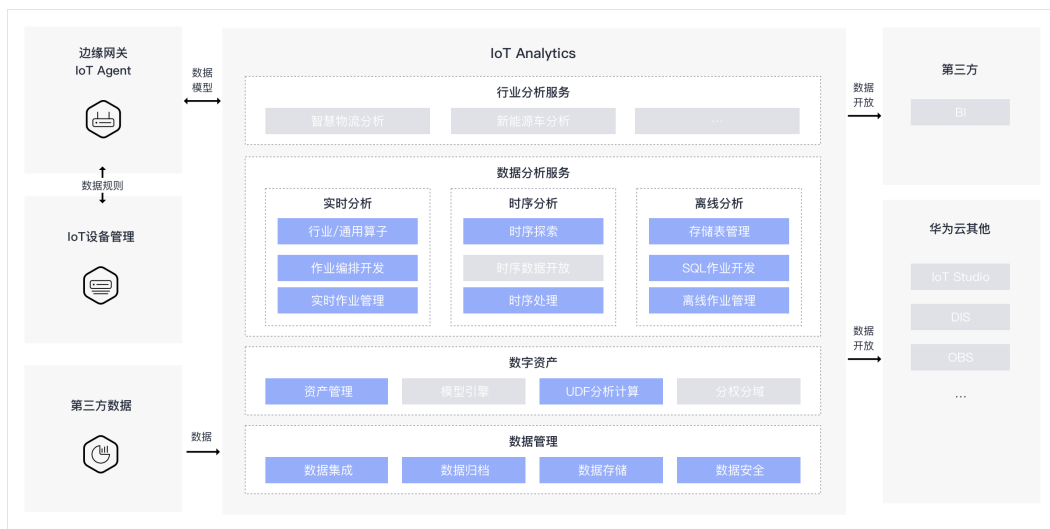 边缘网关
IoT Agent
数据规则
IoT设备管理
第三方数据
数据
模型
数据
IoT Analytics
行业分析服务
智慧物流分析
新能源车分析
...
数据分析服务
实时分析
行业/通用算子
作业编排开发
实时作业管理
时序分析
时序探索
时序数据开放
时序处理
离线分析
存储表管理
SQL作业开发
离线作业管理
数字资产
资产管理
模型引擎
UDF分析计算
分权分域
数据管理
数据集成
数据归档
数据存储
数据安全
数据
开放
数据
开放
第三方
BI
华为云其他
IoT Studio
DIS
OBS
...